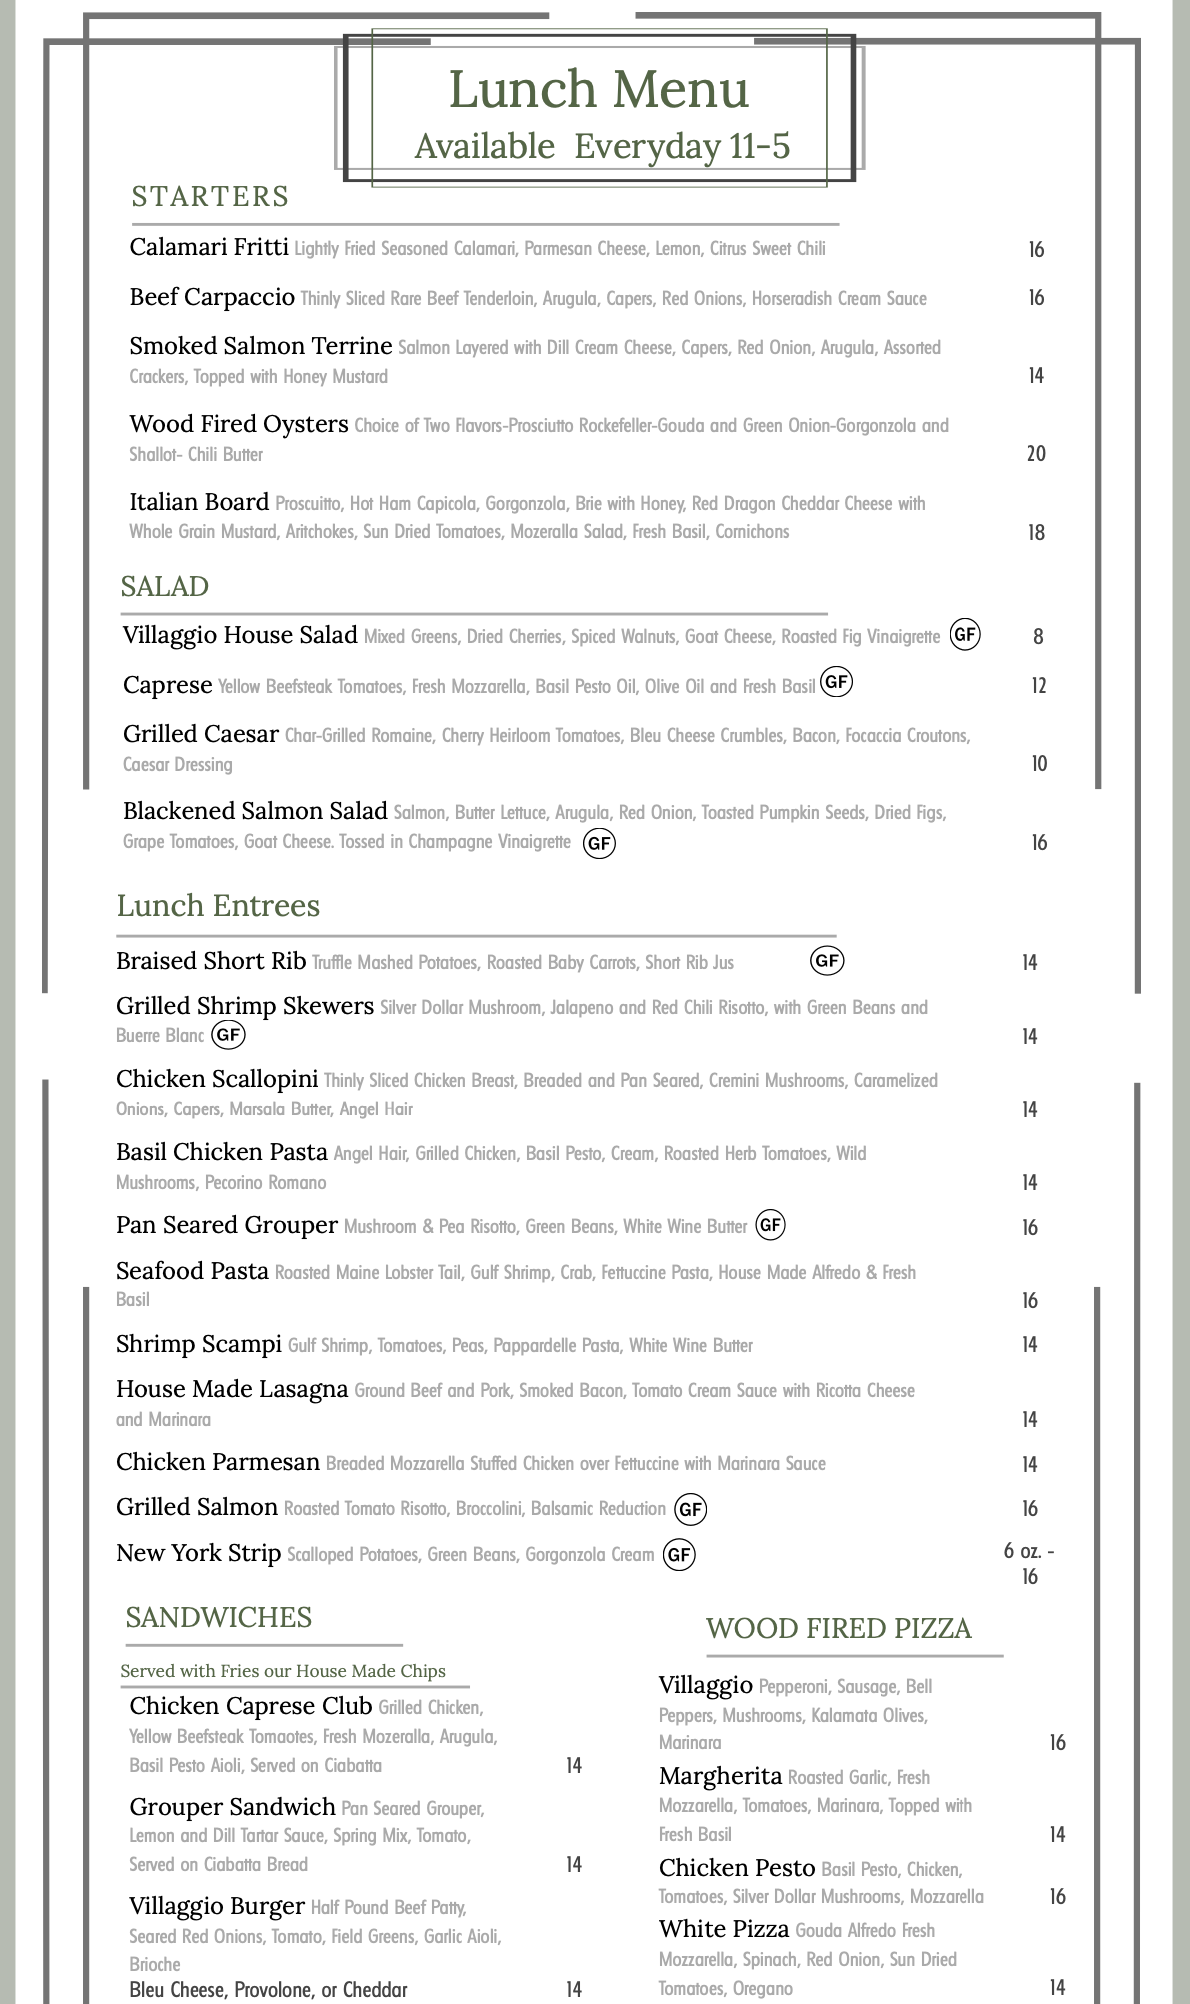 Lunch Menu
Available Everyday 11-5
STARTERS
Calamari Fritti Lightly Fried Seasoned Calamari, Parmesan Cheese, Lemon, Citrus Sweet Chili 16
Beef Carpaccio Thinly Sliced Rare Beef Tenderloin, Arugula, Capers, Red Onions, Horseradish Cream Sauce 16
Smoked Salmon Terrine Salmon Layered with Dill Cream Cheese, Capers, Red Onion, Arugula, Assorted
Crackers, Topped with Honey Mustard 14
Wood Fired Oysters Choice of Two Flavors-Prosciutto Rockefeller-Gouda and Green Onion-Gorgonzola and
Shallot- Chili Butter 20
Italian Board Proscuitto, Hot Ham Capicola, Gorgonzola, Brie with Honey, Red Dragon Cheddar Cheese with
Whole Grain Mustard, Aritchokes, Sun Dried Tomatoes, Mozeralla Salad, Fresh Basil, Cornichons 18
SALAD
Villaggio House Salad Mixed Greens, Dried Cherries, Spiced Walnuts, Goat Cheese, Roasted Fig Vinaigrette GF 8
Caprese Yellow Beefsteak Tomatoes, Fresh Mozzarella, Basil Pesto Oil, Olive Oil and Fresh Basil GF 12
Grilled Caesar Char-Grilled Romaine, Cherry Heirloom Tomatoes, Bleu Cheese Crumbles, Bacon, Focaccia Croutons,
Caesar Dressing 10
Blackened Salmon Salad Salmon, Butter Lettuce, Arugula, Red Onion, Toasted Pumpkin Seeds, Dried Figs,
Grape Tomatoes, Goat Cheese. Tossed in Champagne Vinaigrette GF 16
Lunch Entrees
Braised Short Rib Truffle Mashed Potatoes, Roasted Baby Carrots, Short Rib Jus GF 14
Grilled Shrimp Skewers Silver Dollar Mushroom, Jalapeno and Red Chili Risotto, with Green Beans and
Buerre Blanc GF 14
Chicken Scallopini Thinly Sliced Chicken Breast, Breaded and Pan Seared, Cremini Mushrooms, Caramelized
Onions, Capers, Marsala Butter, Angel Hair 14
Basil Chicken Pasta Angel Hair, Grilled Chicken, Basil Pesto, Cream, Roasted Herb Tomatoes, Wild
Mushrooms, Pecorino Romano 14
Pan Seared Grouper Mushroom & Pea Risotto, Green Beans, White Wine Butter GF 16
Seafood Pasta Roasted Maine Lobster Tail, Gulf Shrimp, Crab, Fettuccine Pasta, House Made Alfredo & Fresh
Basil 16
Shrimp Scampi Gulf Shrimp, Tomatoes, Peas, Pappardelle Pasta, White Wine Butter 14
House Made Lasagna Ground Beef and Pork, Smoked Bacon, Tomato Cream Sauce with Ricotta Cheese
and Marinara 14
Chicken Parmesan Breaded Mozzarella Stuffed Chicken over Fettuccine with Marinara Sauce 14
Grilled Salmon Roasted Tomato Risotto, Broccolini, Balsamic Reduction GF 16
New York Strip Scalloped Potatoes, Green Beans, Gorgonzola Cream GF 6 oz. -
16
SANDWICHES
Served with Fries our House Made Chips
Chicken Caprese Club Grilled Chicken,
Yellow Beefsteak Tomaotes, Fresh Mozeralla, Arugula,
Basil Pesto Aioli, Served on Ciabatta 14
Grouper Sandwich Pan Seared Grouper,
Lemon and Dill Tartar Sauce, Spring Mix, Tomato,
Served on Ciabatta Bread 14
Villaggio Burger Half Pound Beef Patty,
Seared Red Onions, Tomato, Field Greens, Garlic Aioli,
Brioche
Bleu Cheese, Provolone, or Cheddar 14
WOOD FIRED PIZZA
Villaggio Pepperoni, Sausage, Bell
Peppers, Mushrooms, Kalamata Olives,
Marinara 16
Margherita Roasted Garlic, Fresh
Mozzarella, Tomatoes, Marinara, Topped with
Fresh Basil 14
Chicken Pesto Basil Pesto, Chicken,
Tomatoes, Silver Dollar Mushrooms, Mozzarella 16
White Pizza Gouda Alfredo Fresh
Mozzarella, Spinach, Red Onion, Sun Dried
Tomatoes, Oregano 14